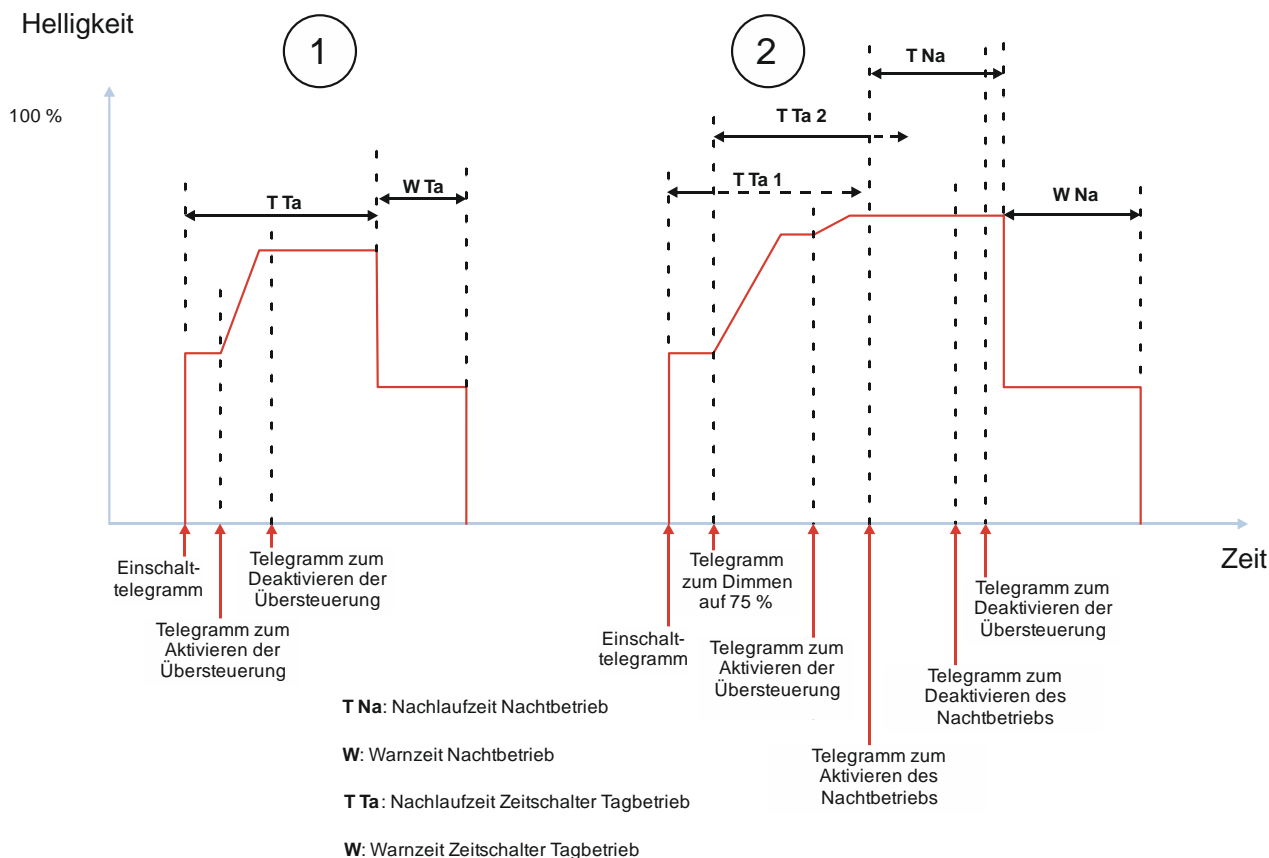 Helligkeit
1
2
100 %
T Na
T Ta 2
T Ta 1
W Ta
T Ta
W Na
Zeit
Einschalt-
telegramm
Telegramm zum
Deaktivieren der
Übersteuerung
Telegramm zum
Aktivieren der
Übersteuerung
Einschalt-
telegramm
Telegramm
zum Dimmen
auf 75 %
Telegramm zum
Aktivieren der
Übersteuerung
Telegramm zum
Aktivieren des
Nachtbetriebs
Telegramm zum
Deaktivieren des
Nachtbetriebs
Telegramm zum
Deaktivieren der
Übersteuerung
T Na: Nachlaufzeit Nachtbetrieb
W: Warnzeit Nachtbetrieb
T Ta: Nachlaufzeit Zeitschalter Tagbetrieb
W: Warnzeit Zeitschalter Tagbetrieb